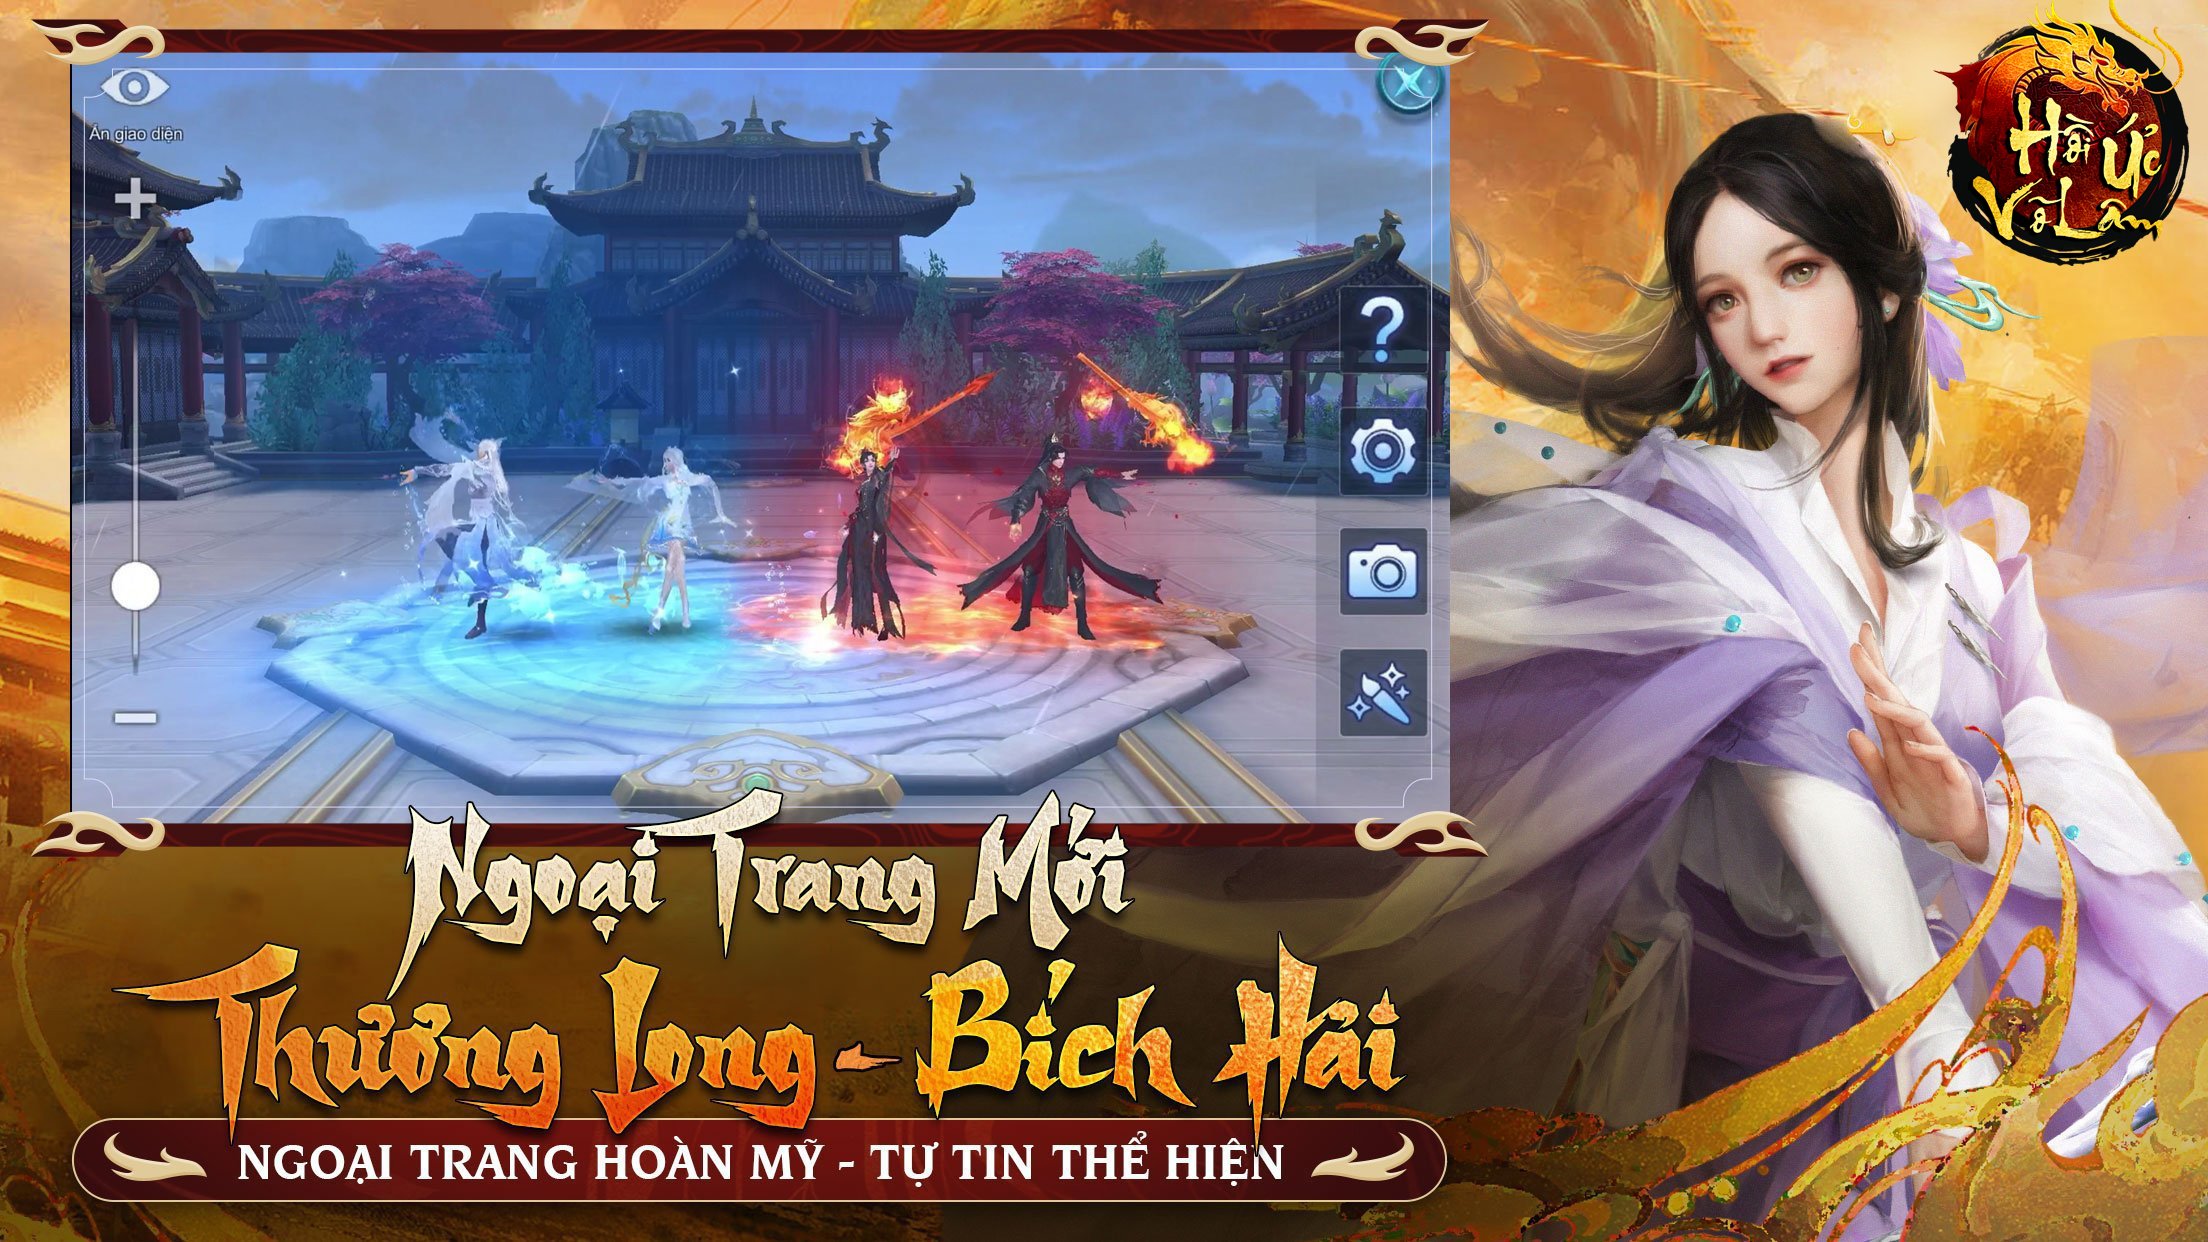 Ẩn giao diện
Hồi Ức
Võ Lâm
Ngoại Trang Mới
Thương Long - Bích Hải
NGOẠI TRANG HOÀN MỸ - TỰ TIN THỂ HIỆN